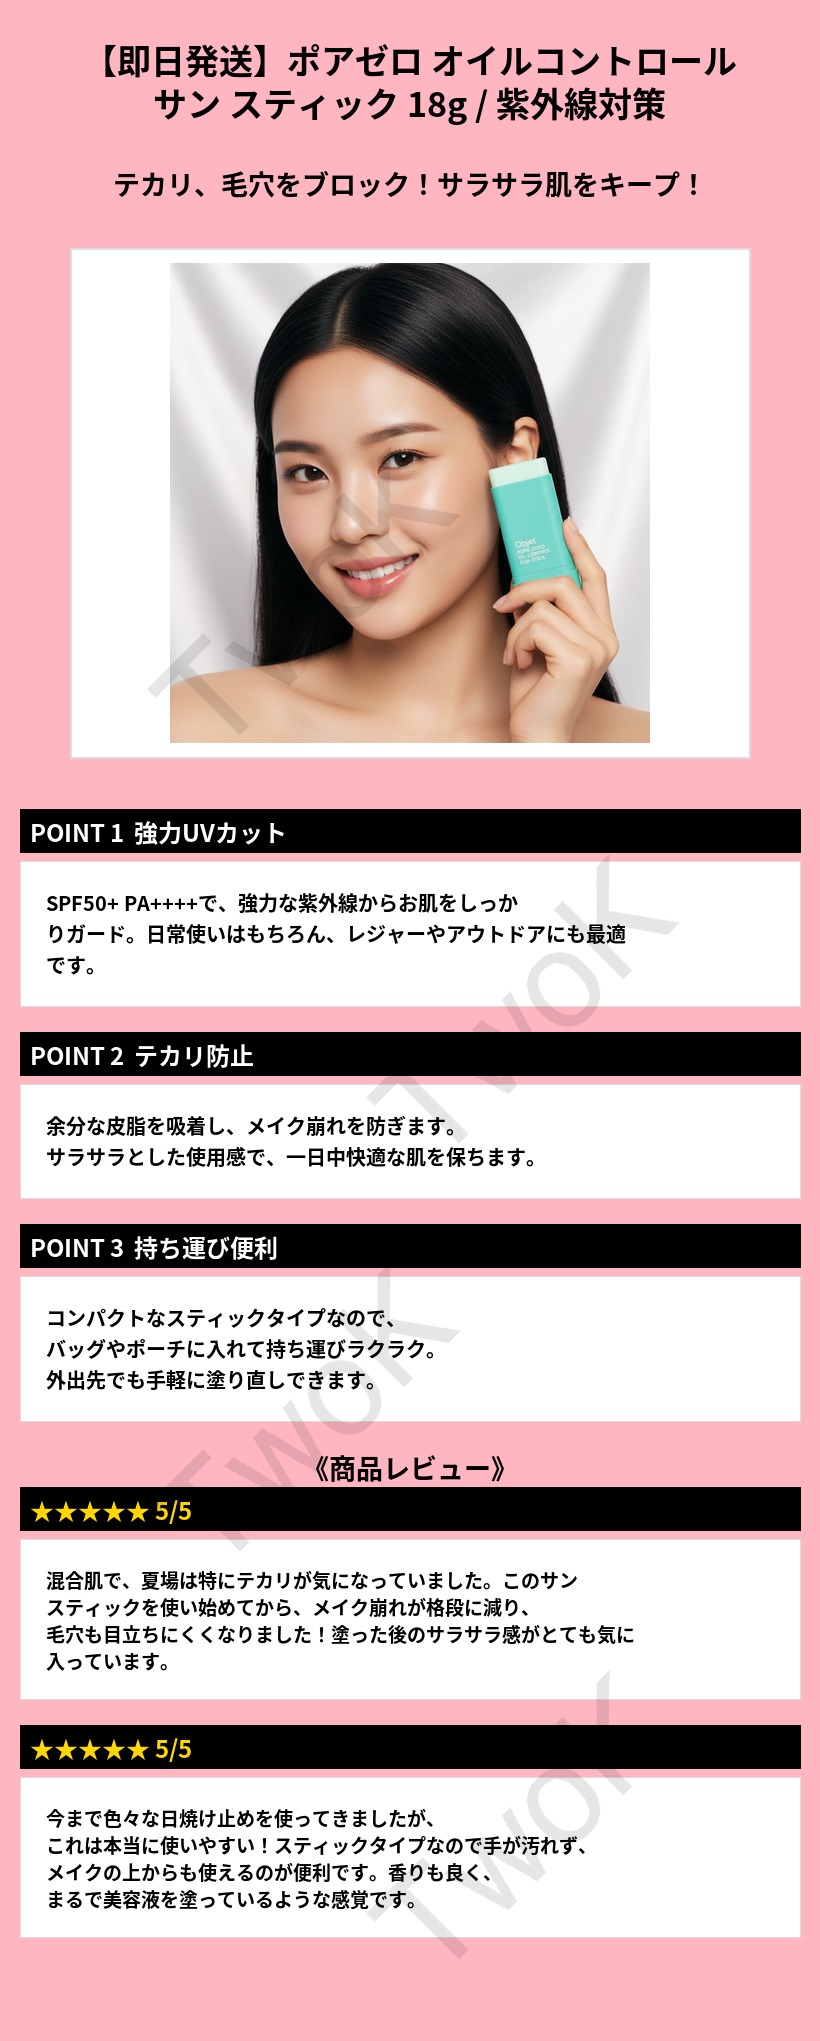 【即日発送】ポアゼロ オイルコントロール
サン スティック 18g / 紫外線対策
テカリ、毛穴をブロック！サラサラ肌をキープ！
Objet
PORE ZERO
OIL CONTROL
SUN STICK
TwoK
POINT 1 強力UVカット
SPF50+ PA++++で、強力な紫外線からお肌をしっか
りガード。日常使いはもちろん、レジャーやアウトドアにも最適
です。
TwoK
POINT 2 テカリ防止
余分な皮脂を吸着し、メイク崩れを防ぎます。
サラサラとした使用感で、一日中快適な肌を保ちます。
POINT 3 持ち運び便利
コンパクトなスティックタイプなので、
バッグやポーチに入れて持ち運びラクラク。
外出先でも手軽に塗り直しできます。
TwoK
《商品レビュー》
★★★★★ 5/5
混合肌で、夏場は特にテカリが気になっていました。このサン
スティックを使い始めてから、メイク崩れが格段に減り、
毛穴も目立ちにくくなりました！塗った後のサラサラ感がとても気に
入っています。
★★★★★ 5/5
今まで色々な日焼け止めを使ってきましたが、
これは本当に使いやすい！スティックタイプなので手が汚れず、
メイクの上からも使えるのが便利です。香りも良く、
まるで美容液を塗っているような感覚です。
TwoK